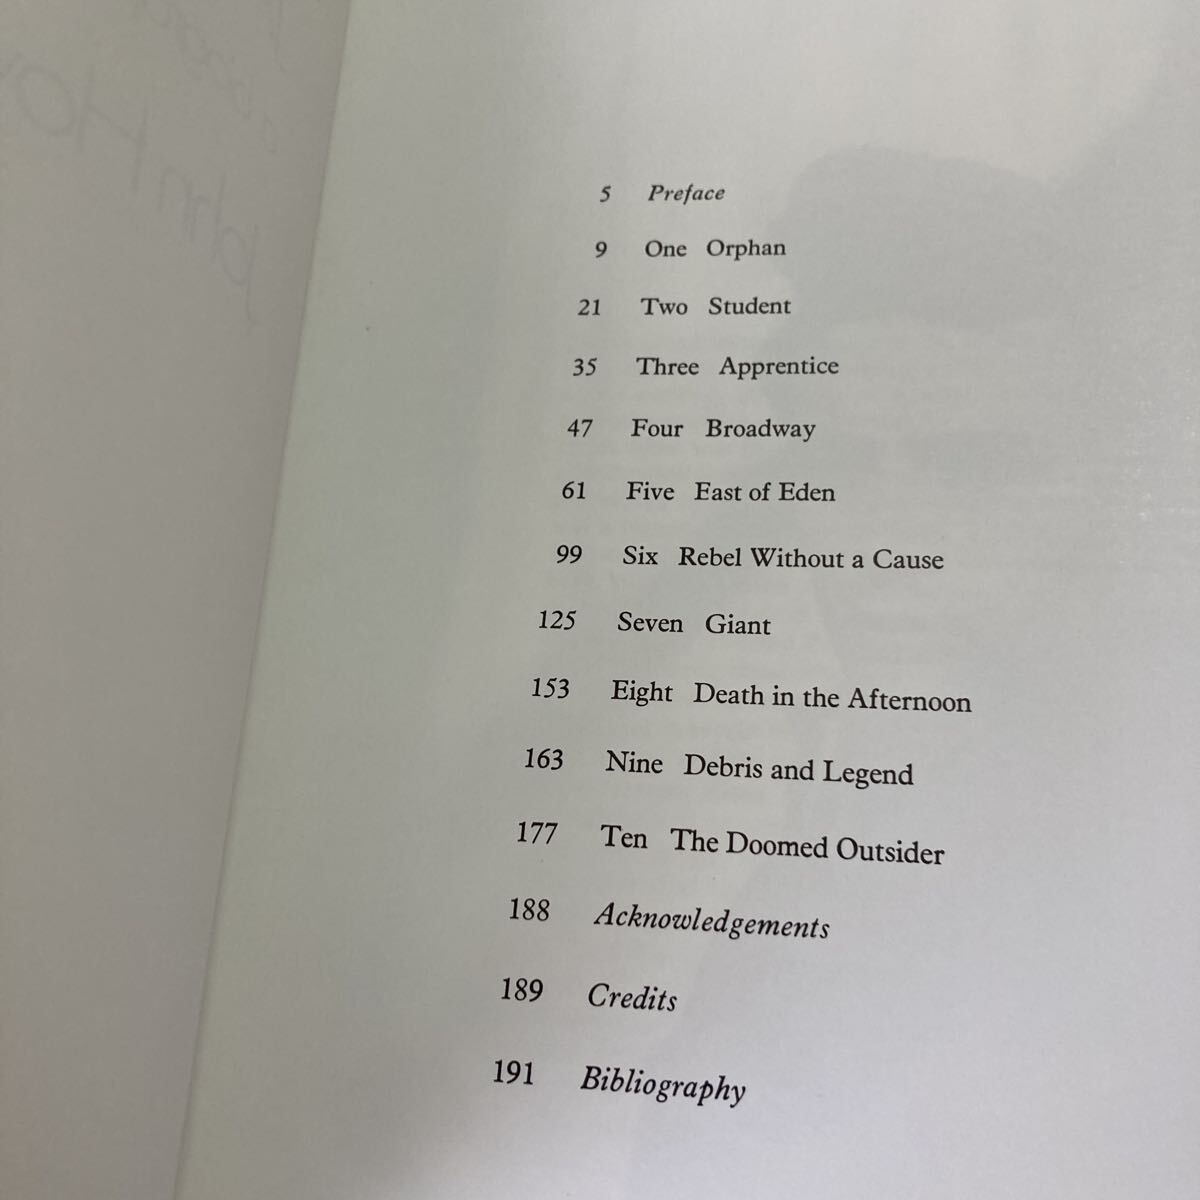 5 Preface
9 One Orphan
21 Two Student
35 Three Apprentice
47 Four Broadway
61 Five East of Eden
99 Six Rebel Without a Cause
125 Seven Giant
153 Eight Death in the Afternoon
163 Nine Debris and Legend
177 Ten The Doomed Outsider
188 Acknowledgements
189 Credits
191 Bibliography